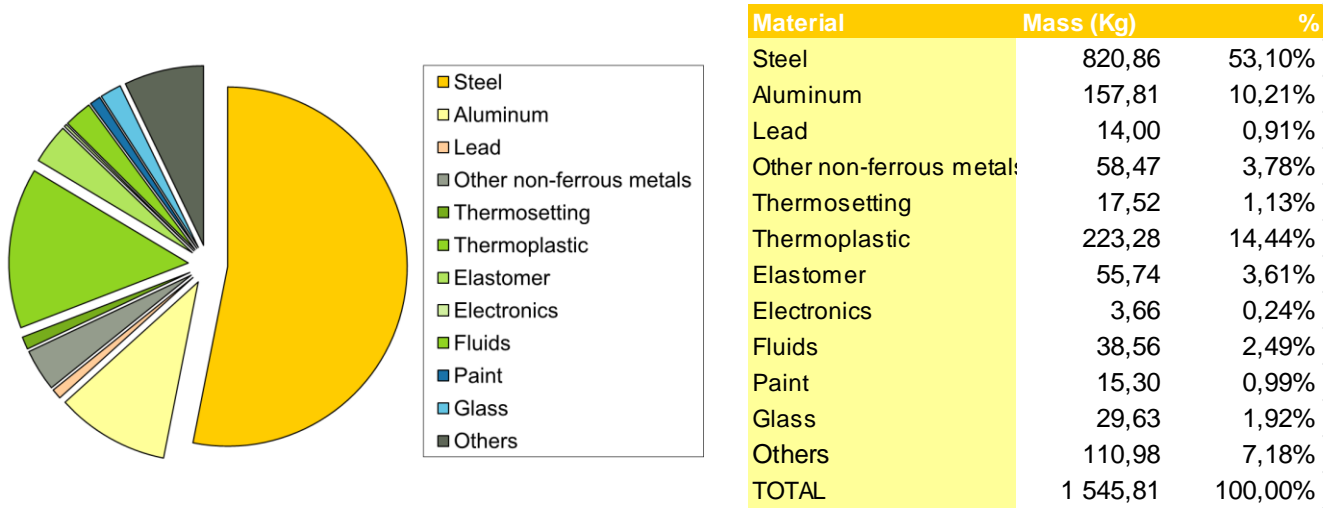 Steel
Aluminum
Lead
Other non-ferrous metals
Thermosetting
Thermoplastic
Elastomer
Electronics
Fluids
Paint
Glass
Others
Material Mass (Kg) %
Steel 820,86 53,10%
Aluminum 157,81 10,21%
Lead 14,00 0,91%
Other non-ferrous metals 58,47 3,78%
Thermosetting 17,52 1,13%
Thermoplastic 223,28 14,44%
Elastomer 55,74 3,61%
Electronics 3,66 0,24%
Fluids 38,56 2,49%
Paint 15,30 0,99%
Glass 29,63 1,92%
Others 110,98 7,18%
TOTAL 1 545,81 100,00%